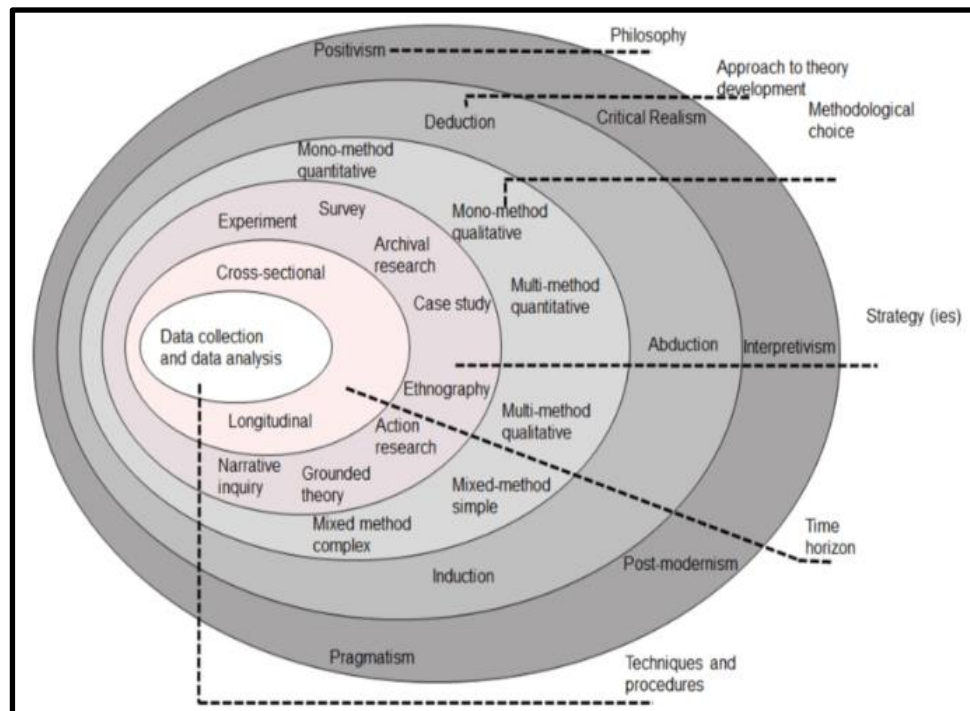 Philosophy
Positivism
Approach to theory
development
Deduction
Critical Realism
Methodological
choice
Mono-method
quantitative
Survey
Experiment
Mono-method
qualitative
Archival
research
Cross-sectional
Multi-method
quantitative
Case study
Strategy (ies)
Data collection
and data analysis
Abduction
Interpretivism
Ethnography
Longitudinal
Action
research
Multi-method
qualitative
Narrative
inquiry
Grounded
theory
Mixed-method
simple
Mixed method
complex
Time
horizon
Induction
Post-modernism
Pragmatism
Techniques and
procedures